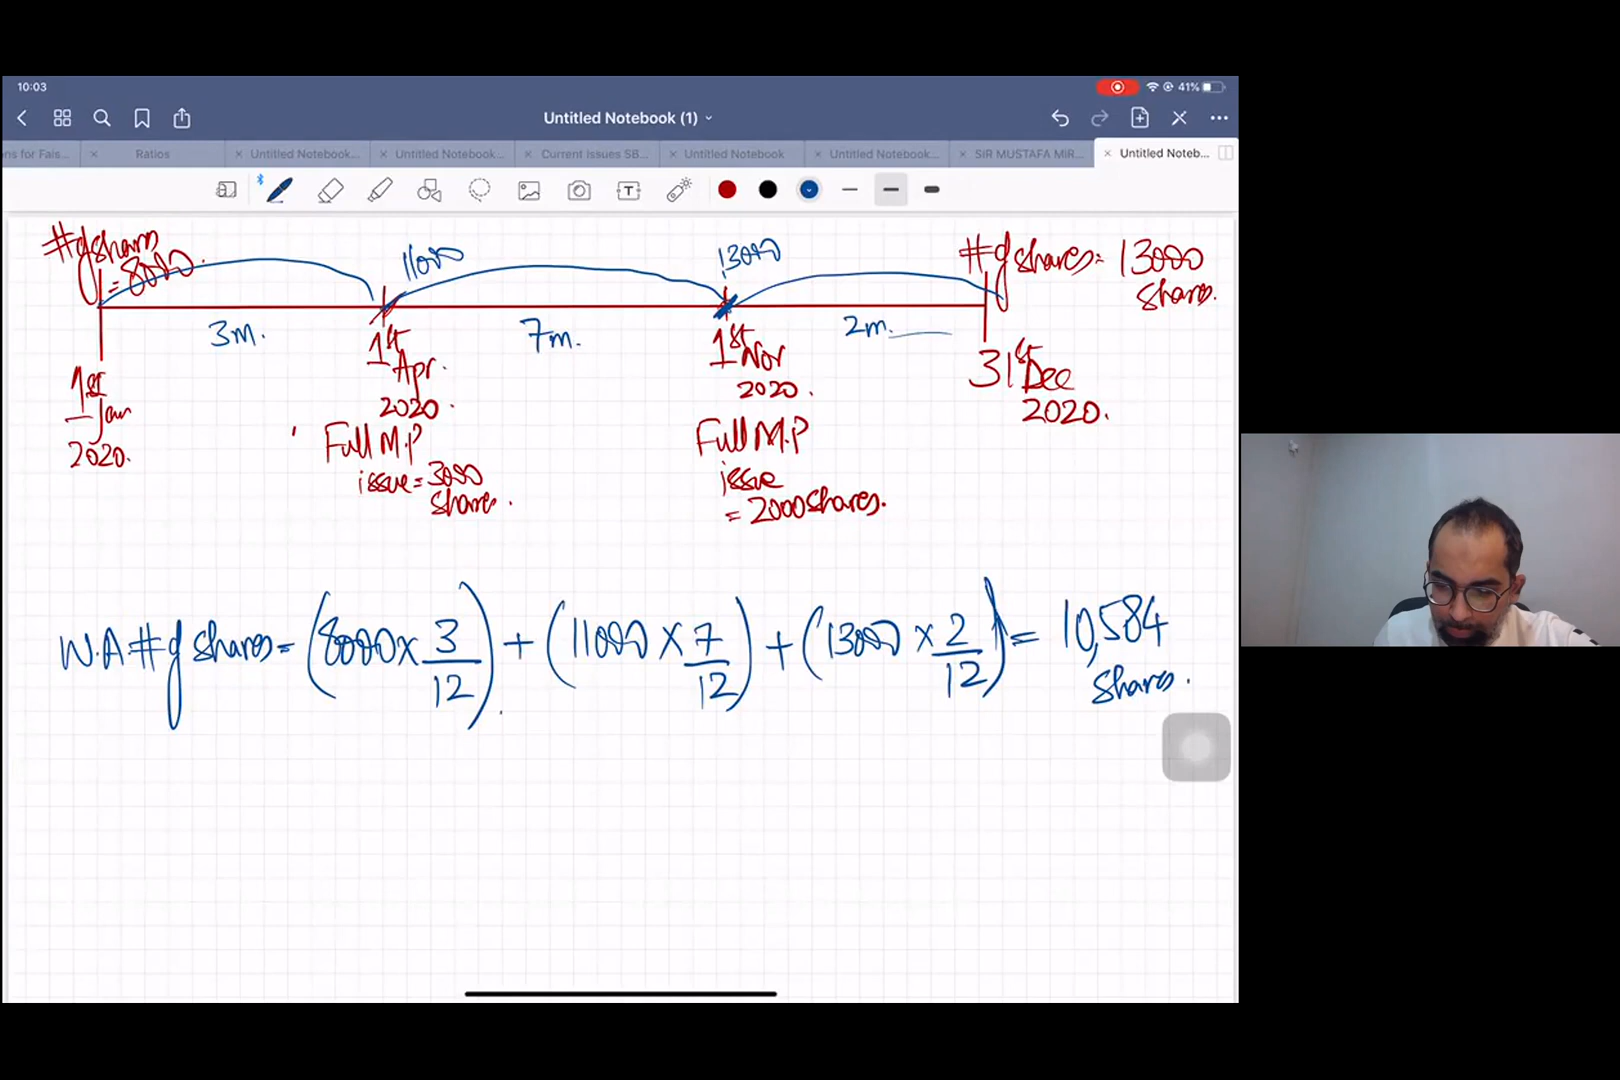 10:03
41%
Untitled Notebook (1)
ns for Fais...
Ratios
Untitled Notebook...
Untitled Notebook...
Current Issues SB...
Untitled Notebook
Untitled Notebook...
SIR MUSTAFA MIR...
Untitled Noteb...
# of shares = 8000.
11000
13000
# of shares = 13000 shares.
3m.
7m.
2m.
1st Jan 2020.
1st Apr. 2020.
1st Nov 2020.
31st Dec 2020.
Full M.P issue = 3000 shares.
Full M.P issue = 2000 shares.
W.A # of shares = (8000 × 3/12) + (11000 × 7/12) + (13000 × 2/12) = 10,584 shares.